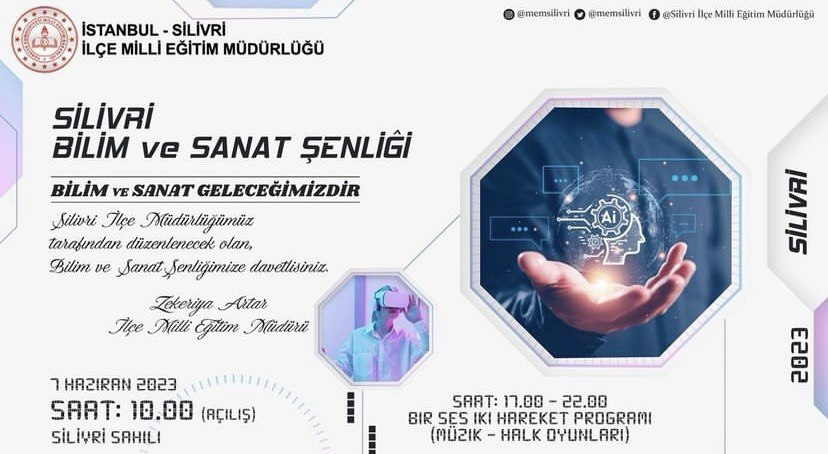 İSTANBUL - SİLİVRİ
İLÇE MİLLİ EĞİTİM MÜDÜRLÜĞÜ
@memsilivri @memsilivri @Silivri İlçe Milli Eğitim Müdürlüğü
SİLİVRİ
BİLİM ve SANAT ŞENLİĞİ
BİLİM VE SANAT GELECEĞİMİZDİR
Silivri İlçe Müdürlüğümüz
tarafından düzenlenecek olan,
Bilim ve Sanat Şenliğimize davetlisiniz.
Zekeriya Artar
İlçe Milli Eğitim Müdürü
7 HAZIRAN 2023
SAAT: 10.00 (AÇILIŞ)
SİLİVRİ SAHILI
Ai
SAAT: 17.00 - 22.00
BIR SES IKI HAREKET PROGRAMI
(MÜZIK - HALK OYUNLARI)
SİLİVRİ
2023